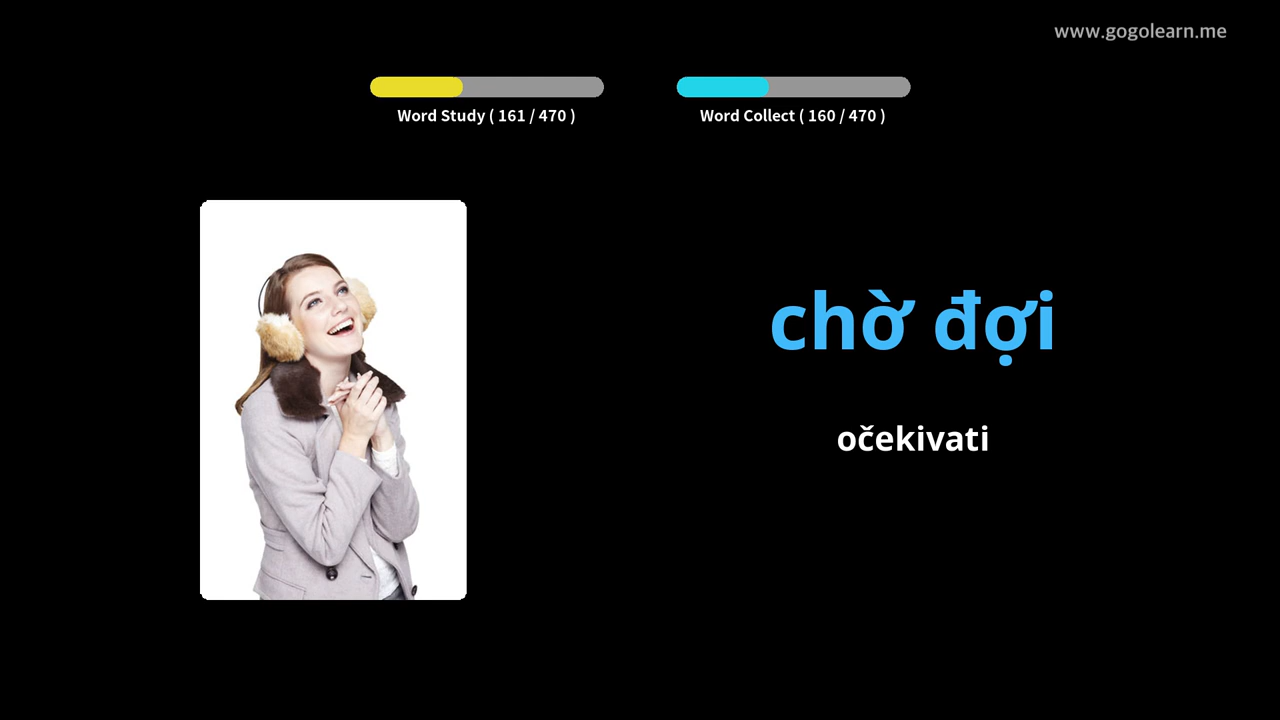 www.gogolearn.me
Word Study ( 161 / 470 )
Word Collect ( 160 / 470 )
chờ đợi
očekivati